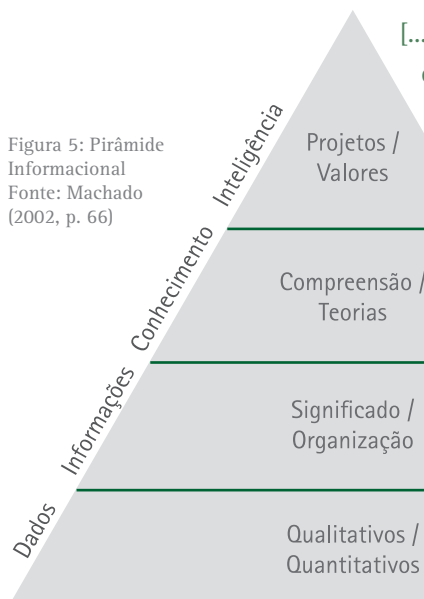 [...
Figura 5: Pirâmide
Informacional
Fonte: Machado
(2002, p. 66)
Inteligência
Projetos /
Valores
Conhecimento
Compreensão /
Teorias
Informações
Significado /
Organização
Dados
Qualitativos /
Quantitativos